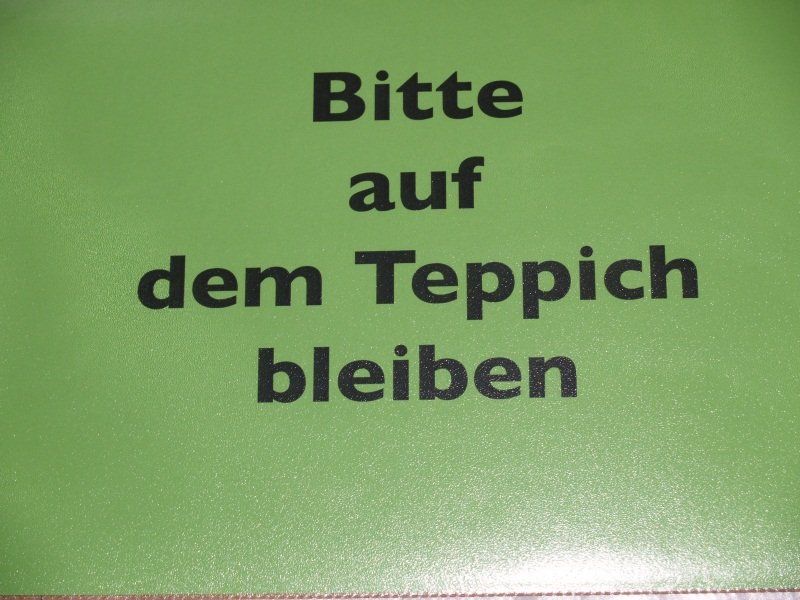 Bitte
auf
dem Teppich
bleiben